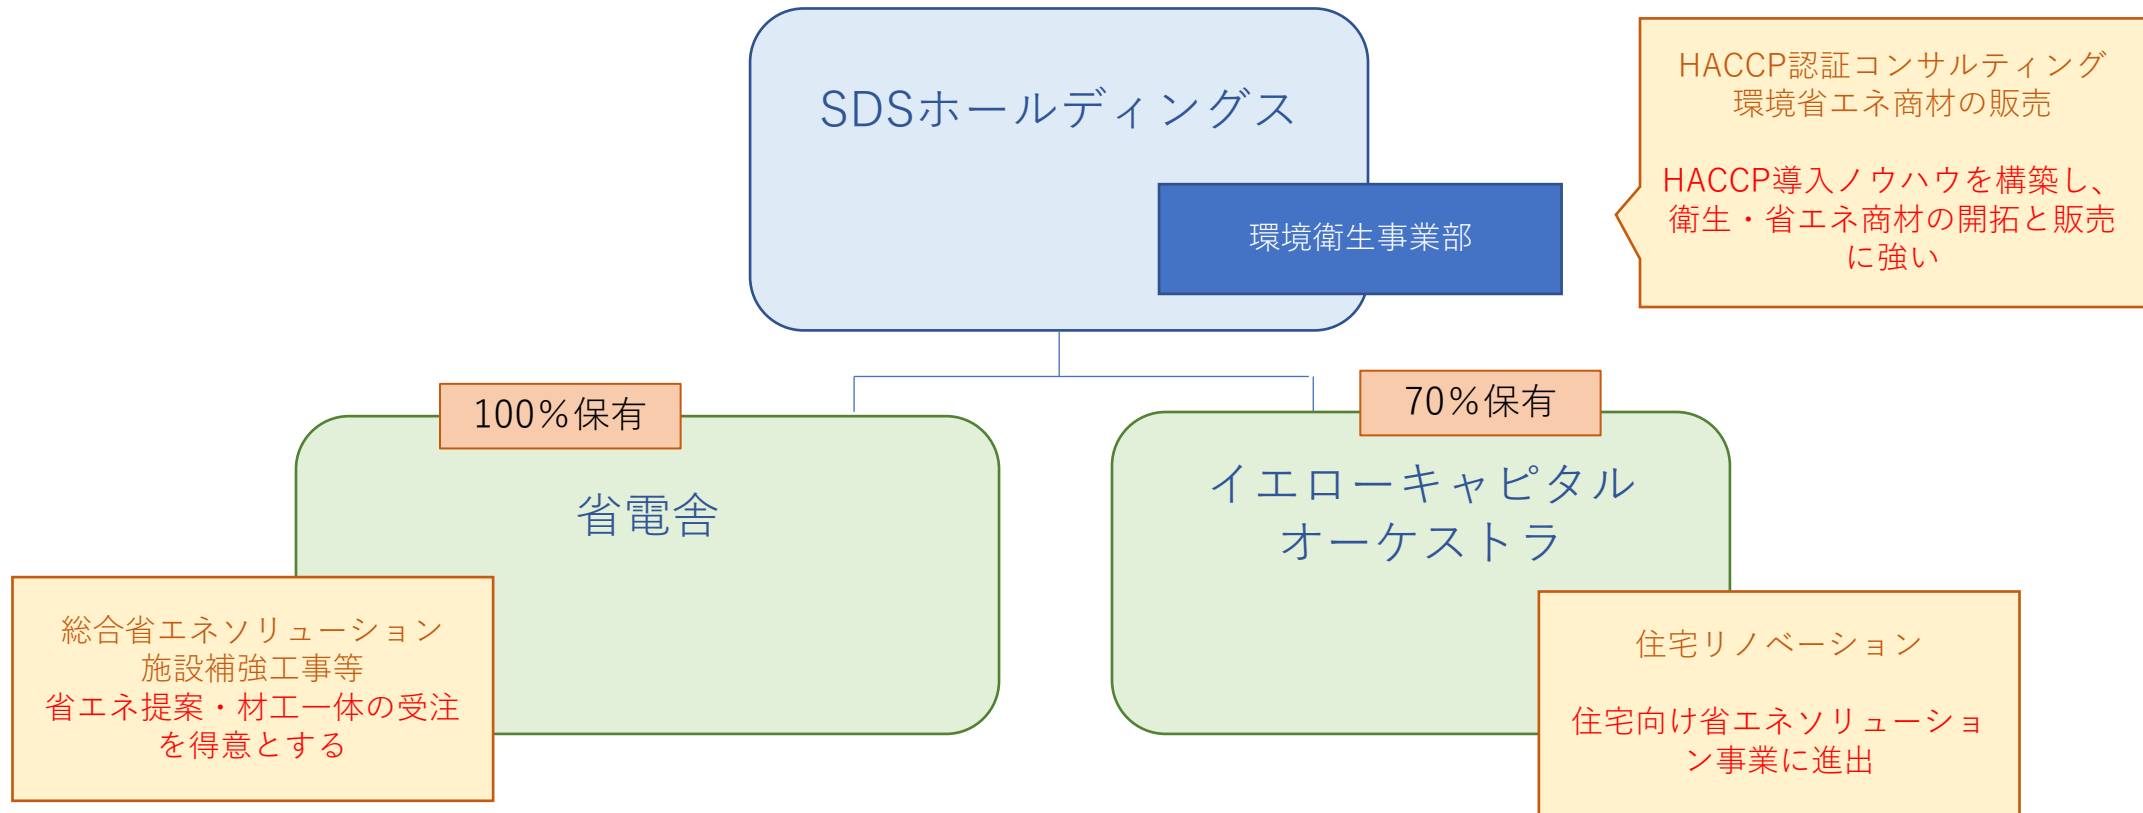 SDSホールディングス
環境衛生事業部
HACCP認証コンサルティング
環境省エネ商材の販売
HACCP導入ノウハウを構築し、
衛生・省エネ商材の開拓と販売
に強い
100%保有
省電舎
総合省エネソリューション
施設補強工事等
省エネ提案・材工一体の受注
を得意とする
70%保有
イエローキャピタル
オーケストラ
住宅リノベーション
住宅向け省エネソリューショ
ン事業に進出